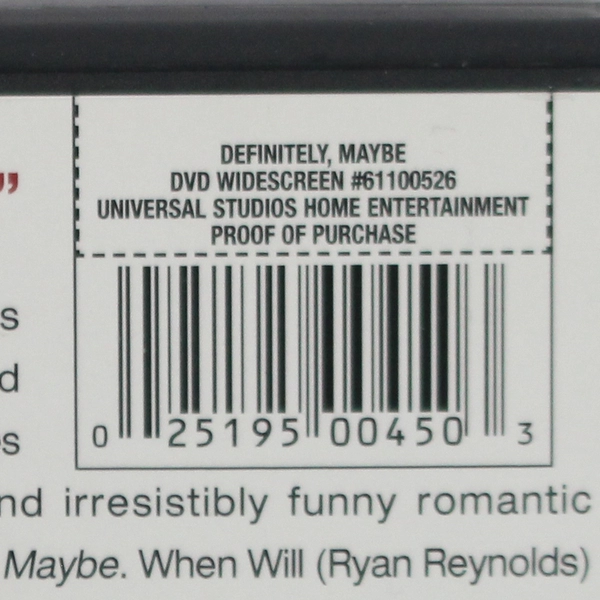 ”
DEFINITELY, MAYBE
DVD WIDESCREEN #61100526
UNIVERSAL STUDIOS HOME ENTERTAINMENT
PROOF OF PURCHASE
s
d
es
0 25195 00450 3
nd irresistibly funny romantic
Maybe. When Will (Ryan Reynolds)